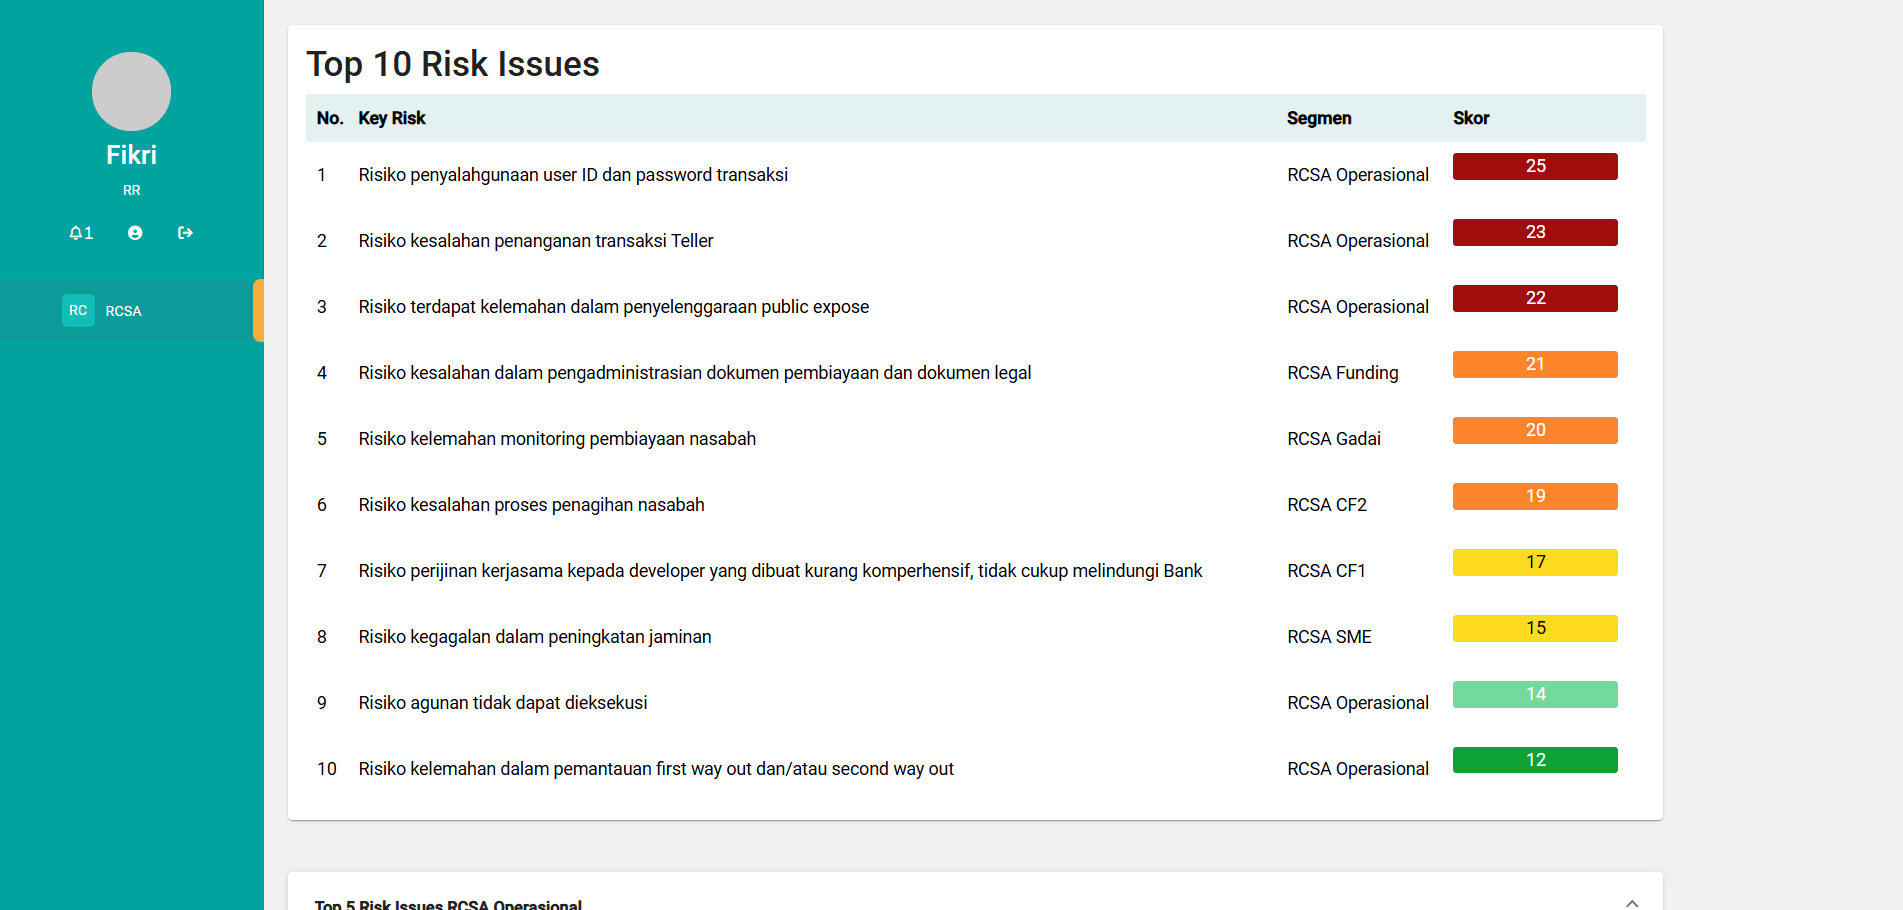 Fikri
RR
1
RC RCSA
Top 10 Risk Issues
No. Key Risk Segmen Skor
1 Risiko penyalahgunaan user ID dan password transaksi RCSA Operasional 25
2 Risiko kesalahan penanganan transaksi Teller RCSA Operasional 23
3 Risiko terdapat kelemahan dalam penyelenggaraan public expose RCSA Operasional 22
4 Risiko kesalahan dalam pengadministrasian dokumen pembiayaan dan dokumen legal RCSA Funding 21
5 Risiko kelemahan monitoring pembiayaan nasabah RCSA Gadai 20
6 Risiko kesalahan proses penagihan nasabah RCSA CF2 19
7 Risiko perijinan kerjasama kepada developer yang dibuat kurang komperhensif, tidak cukup melindungi Bank RCSA CF1 17
8 Risiko kegagalan dalam peningkatan jaminan RCSA SME 15
9 Risiko agunan tidak dapat dieksekusi RCSA Operasional 14
10 Risiko kelemahan dalam pemantauan first way out dan/atau second way out RCSA Operasional 12
Top 5 Risk Issues RCSA Operasional